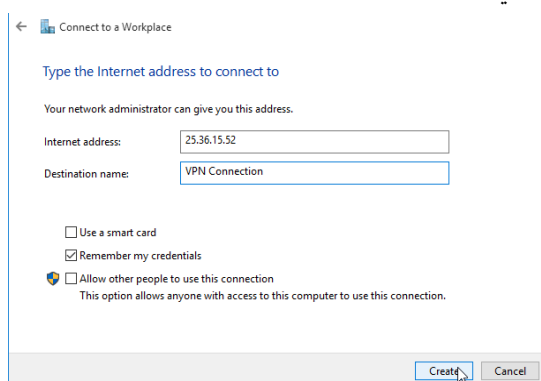 Connect to a Workplace
Type the Internet address to connect to
Your network administrator can give you this address.
Internet address: 25.36.15.52
Destination name: VPN Connection
Use a smart card
Remember my credentials
Allow other people to use this connection
This option allows anyone with access to this computer to use this connection.
Create Cancel